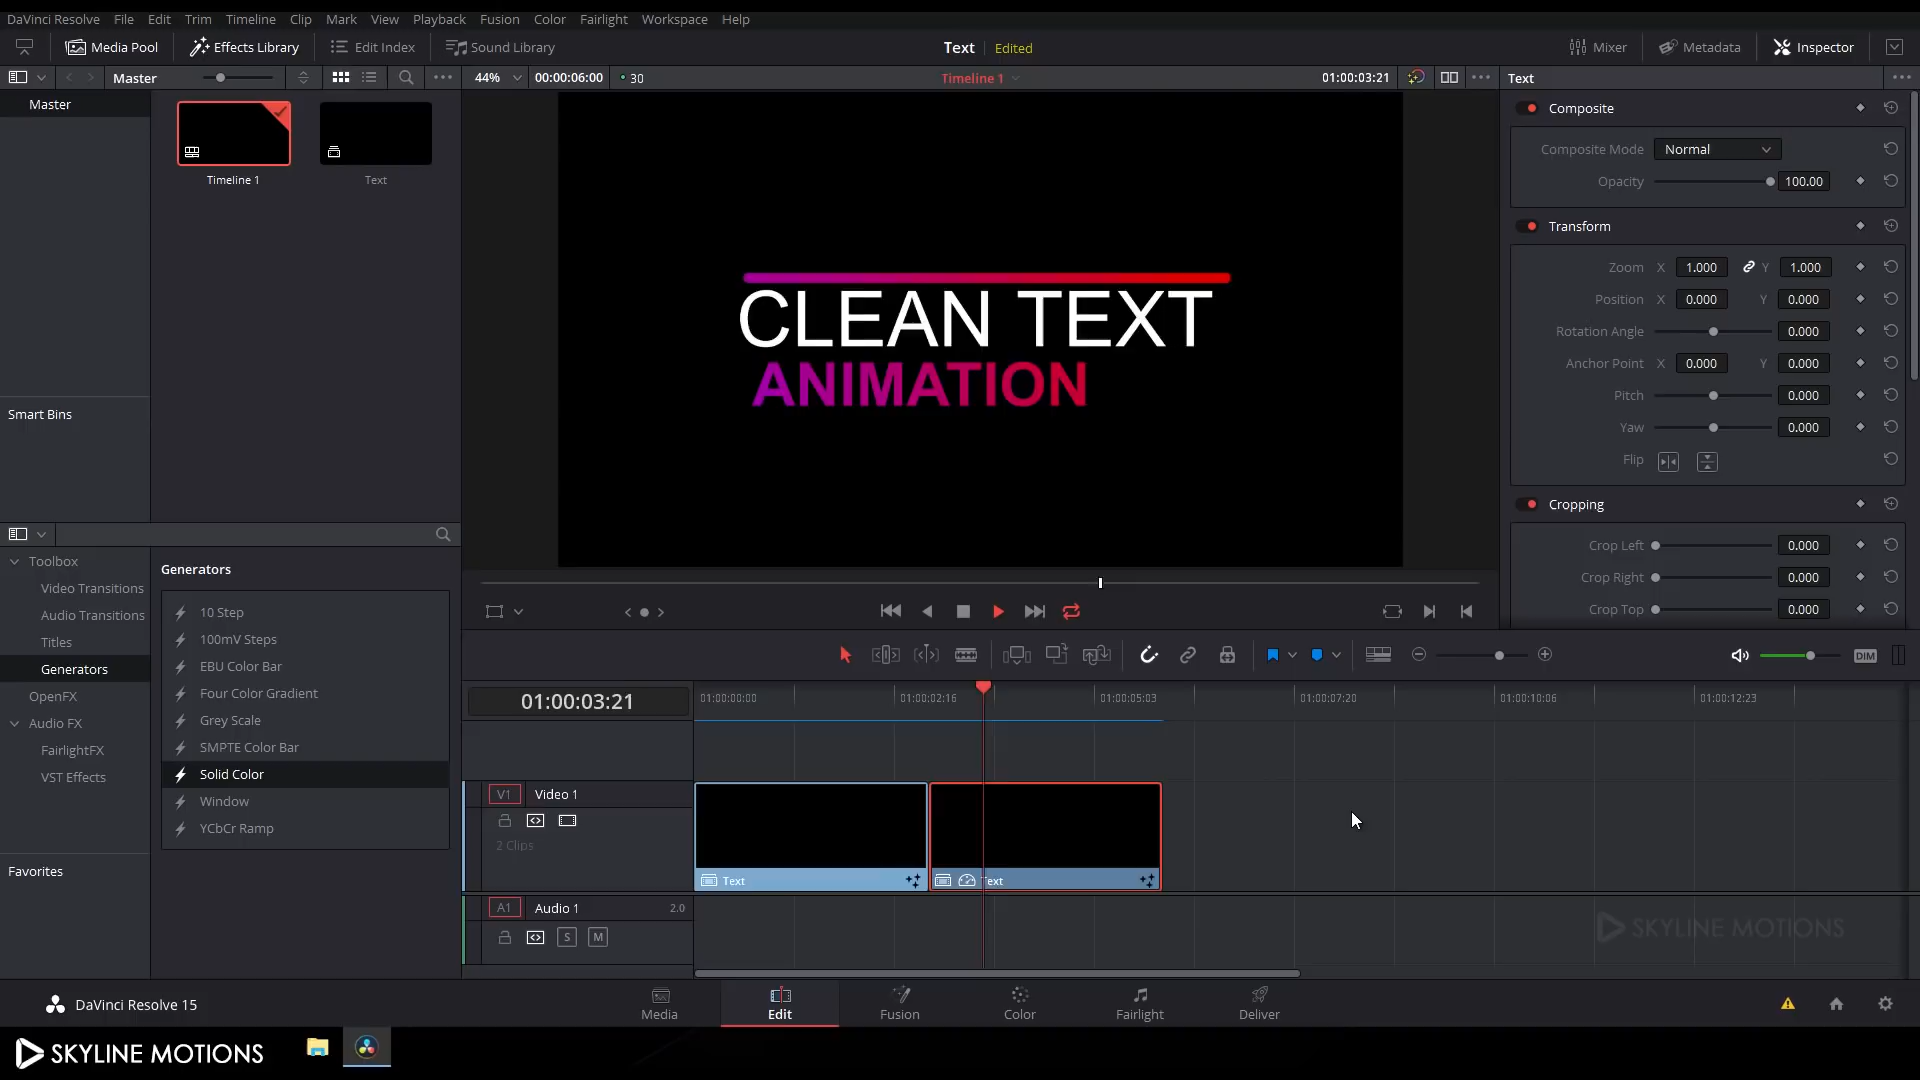 DaVinci Resolve File Edit Trim Timeline Clip Mark View Playback Fusion Color Fairlight Workspace Help
Media Pool Effects Library Edit Index Sound Library Text Edited Mixer Metadata Inspector
Master 44% 00:00:06:00 30 Timeline 1 01:00:03:21 Text
Master
Timeline 1 Text
Smart Bins
CLEAN TEXT
ANIMATION
Composite
Composite Mode Normal
Opacity 100.00
Transform
Zoom X 1.000 Y 1.000
Position X 0.000 Y 0.000
Rotation Angle 0.000
Anchor Point X 0.000 Y 0.000
Pitch 0.000
Yaw 0.000
Flip
Cropping
Crop Left 0.000
Crop Right 0.000
Crop Top 0.000
Toolbox
Video Transitions
Audio Transitions
Titles
Generators
OpenFX
Audio FX
FairlightFX
VST Effects
Favorites
Generators
10 Step
100mV Steps
EBU Color Bar
Four Color Gradient
Grey Scale
SMPTE Color Bar
Solid Color
Window
YCbCr Ramp
DIM
01:00:03:21 01:00:00:00 01:00:02:16 01:00:05:03 01:00:07:20 01:00:10:06 01:00:12:23
V1 Video 1
2 Clips
Text ext
A1 Audio 1 2.0
S M
SKYLINE MOTIONS
DaVinci Resolve 15 Media Edit Fusion Color Fairlight Deliver
SKYLINE MOTIONS